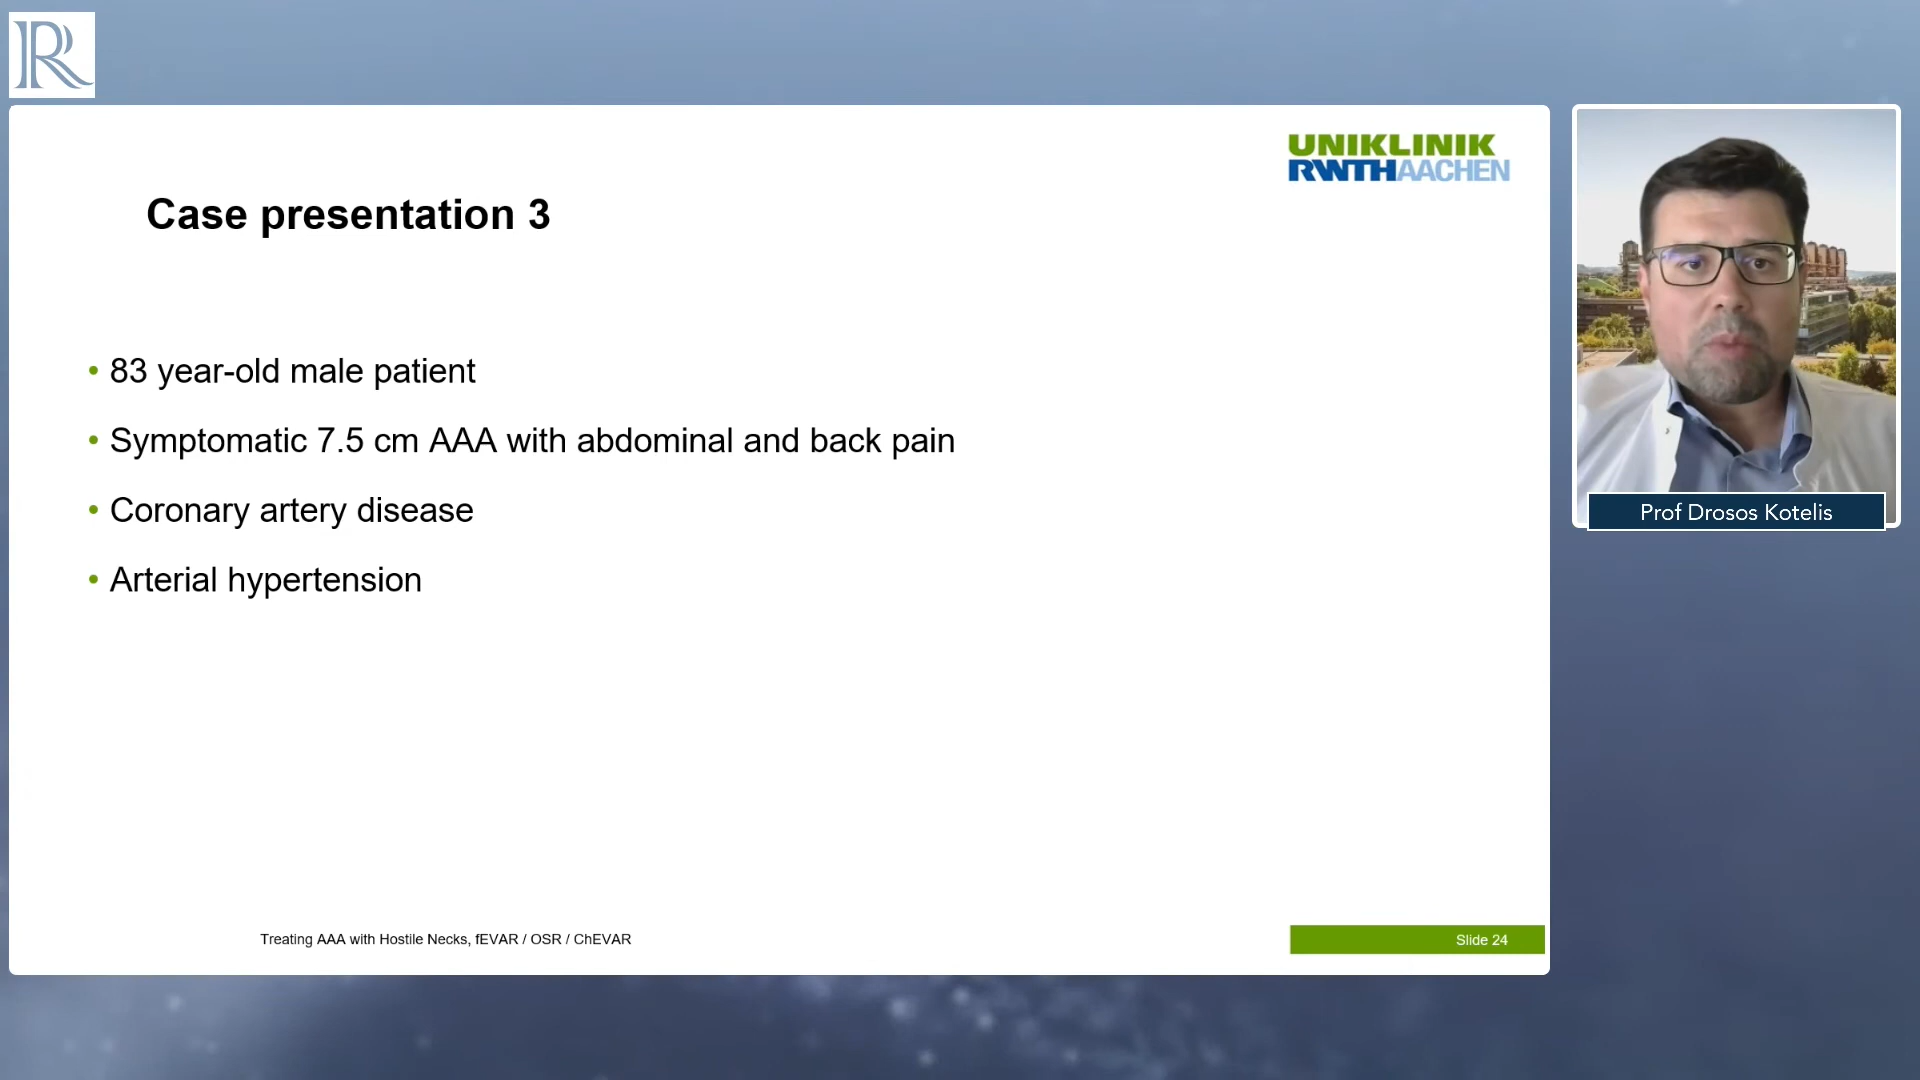 R
UNIKLINIK
RWTHAACHEN
Case presentation 3
• 83 year-old male patient
• Symptomatic 7.5 cm AAA with abdominal and back pain
• Coronary artery disease
• Arterial hypertension
Prof Drosos Kotelis
Treating AAA with Hostile Necks, fEVAR / OSR / ChEVAR
Slide 24